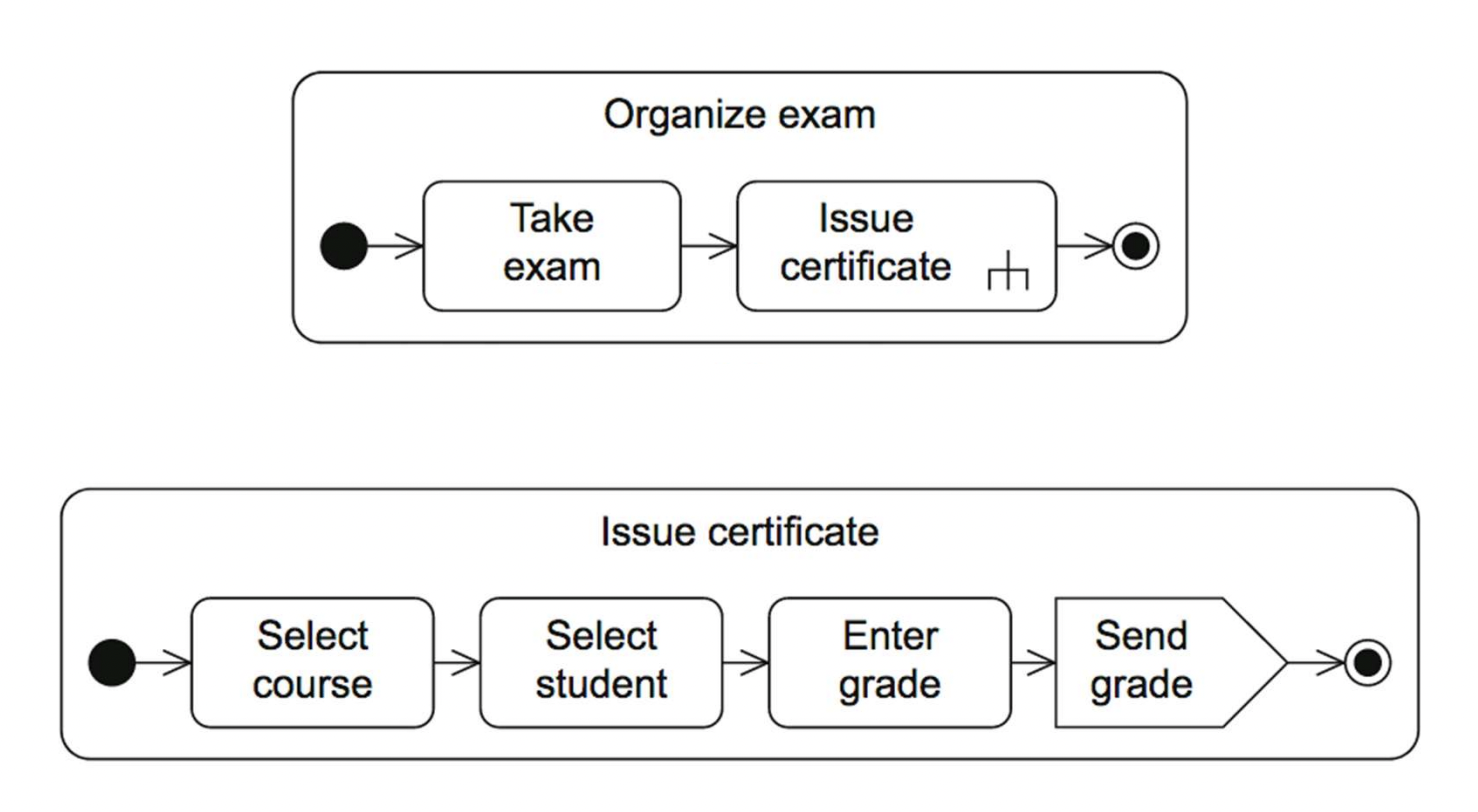 Organize exam
Take
exam
Issue
certificate
Issue certificate
Select
course
Select
student
Enter
grade
Send
grade